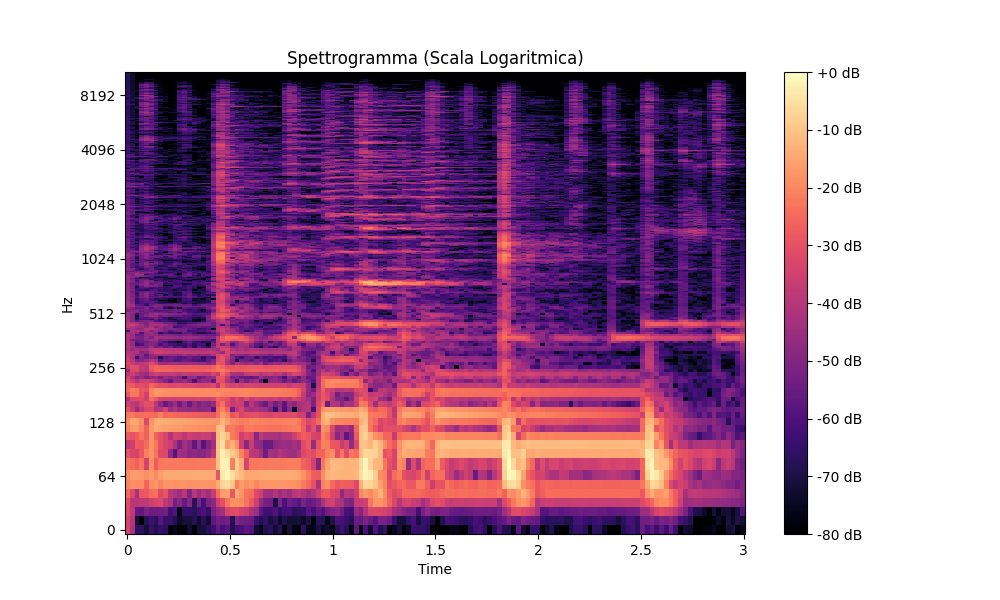 Spettrogramma (Scala Logaritmica)
Hz
8192
4096
2048
1024
512
256
128
64
0
0
0.5
1
1.5
2
2.5
3
Time
+0 dB
-10 dB
-20 dB
-30 dB
-40 dB
-50 dB
-60 dB
-70 dB
-80 dB